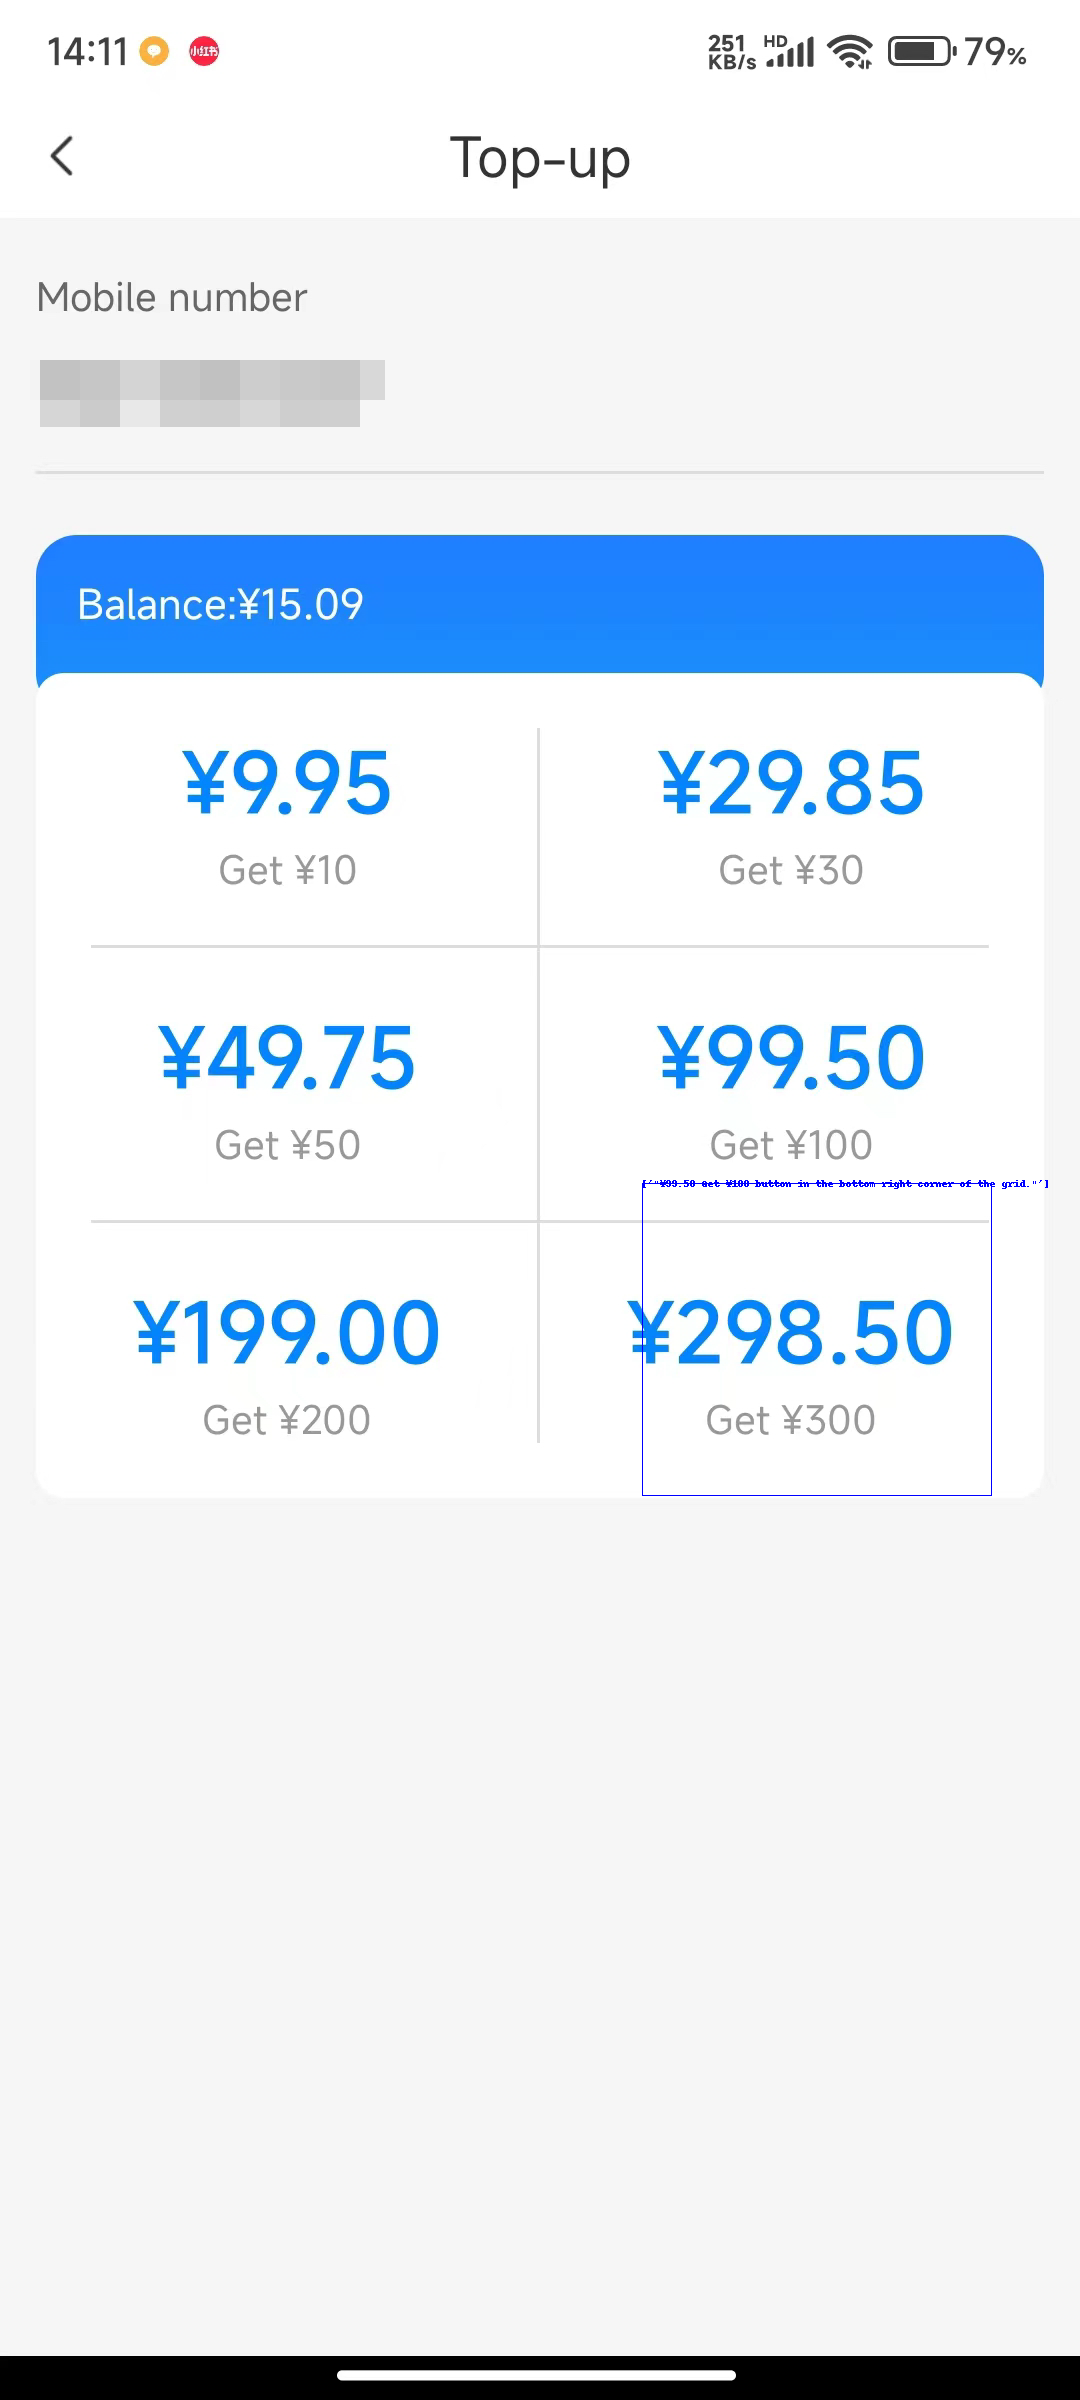 14:11
小红书
251
KB/s
HD
79%
Top-up
Mobile number
Balance:¥15.09
¥9.95
¥29.85
Get ¥10
Get ¥30
¥49.75
¥99.50
Get ¥50
Get ¥100
['"¥99.50 Get ¥100 button in the bottom right corner of the grid."']
¥199.00
¥298.50
Get ¥200
Get ¥300